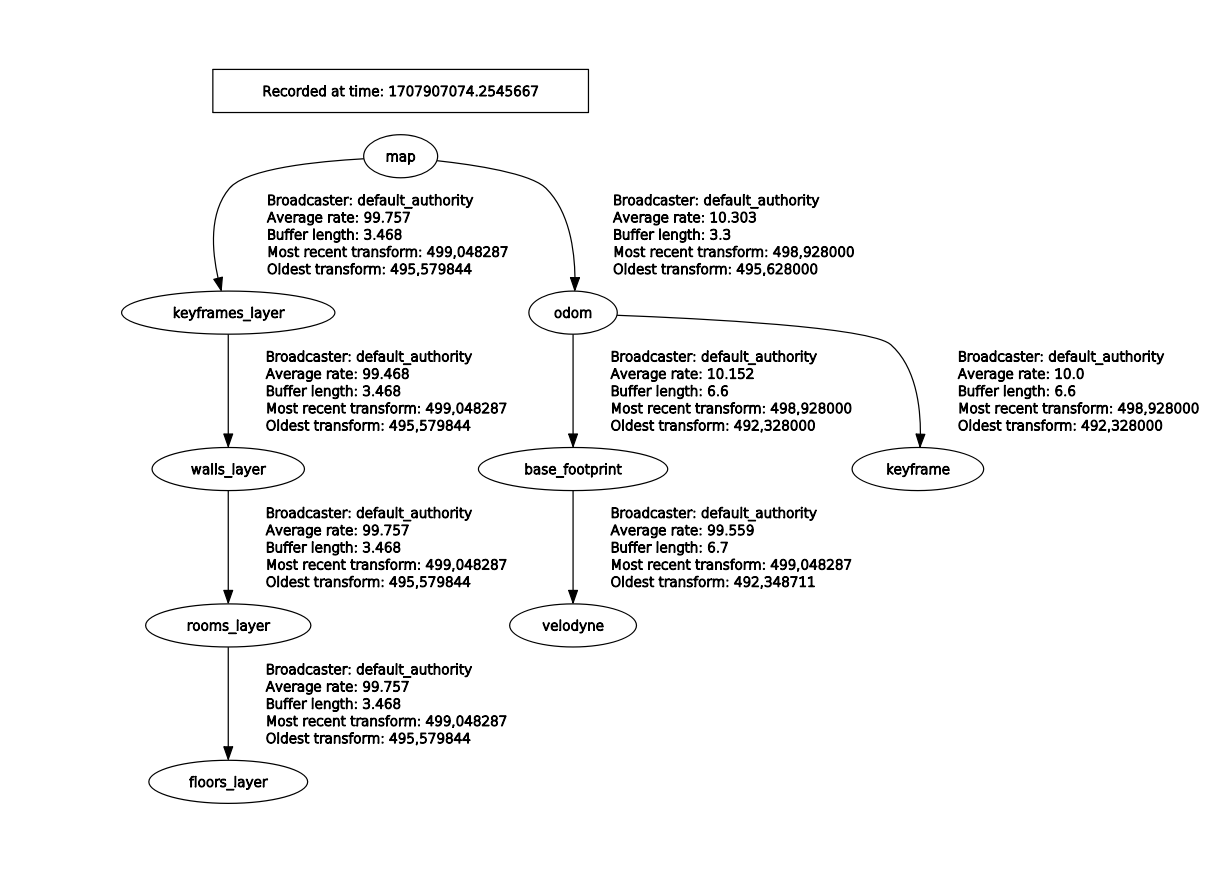 Recorded at time: 1707907074.2545667
map
Broadcaster: default_authority
Average rate: 99.757
Buffer length: 3.468
Most recent transform: 499,048287
Oldest transform: 495,579844
Broadcaster: default_authority
Average rate: 10.303
Buffer length: 3.3
Most recent transform: 498,928000
Oldest transform: 495,628000
keyframes_layer
odom
Broadcaster: default_authority
Average rate: 99.468
Buffer length: 3.468
Most recent transform: 499,048287
Oldest transform: 495,579844
Broadcaster: default_authority
Average rate: 10.152
Buffer length: 6.6
Most recent transform: 498,928000
Oldest transform: 492,328000
Broadcaster: default_authority
Average rate: 10.0
Buffer length: 6.6
Most recent transform: 498,928000
Oldest transform: 492,328000
walls_layer
base_footprint
keyframe
Broadcaster: default_authority
Average rate: 99.757
Buffer length: 3.468
Most recent transform: 499,048287
Oldest transform: 495,579844
Broadcaster: default_authority
Average rate: 99.559
Buffer length: 6.7
Most recent transform: 499,048287
Oldest transform: 492,348711
rooms_layer
velodyne
Broadcaster: default_authority
Average rate: 99.757
Buffer length: 3.468
Most recent transform: 499,048287
Oldest transform: 495,579844
floors_layer